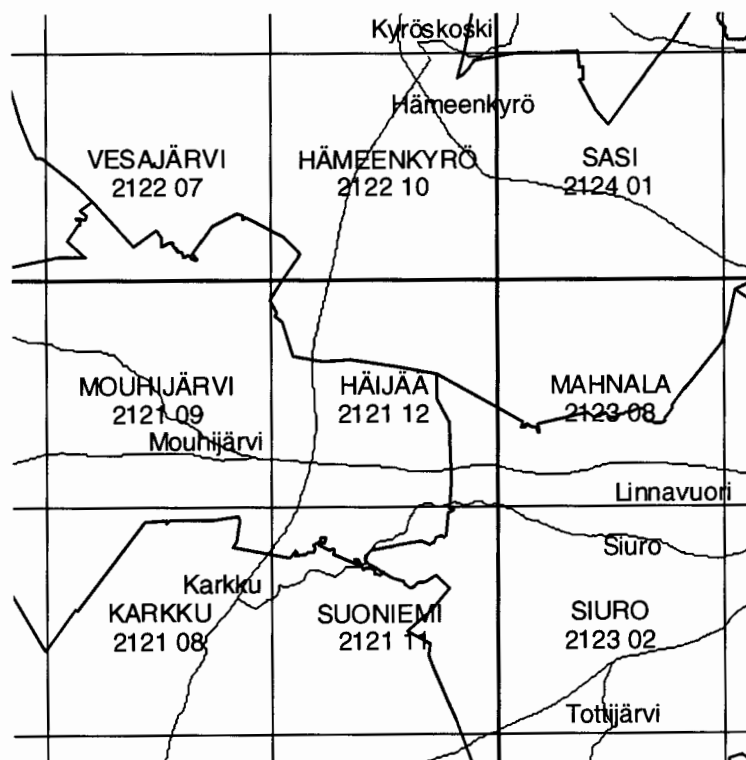 Kyröskoski
Hämeenkyrö
VESAJÄRVI
2122 07
HÄMEENKYRÖ
2122 10
SASI
2124 01
MOUHIJÄRVI
2121 09
Mouhijärvi
HÄIJÄÄ
2121 12
MAHNALA
2123 08
Linnavuori
Siuro
Karkku
KARKKU
2121 08
SUONIEMI
2121 11
SIURO
2123 02
Tottijärvi